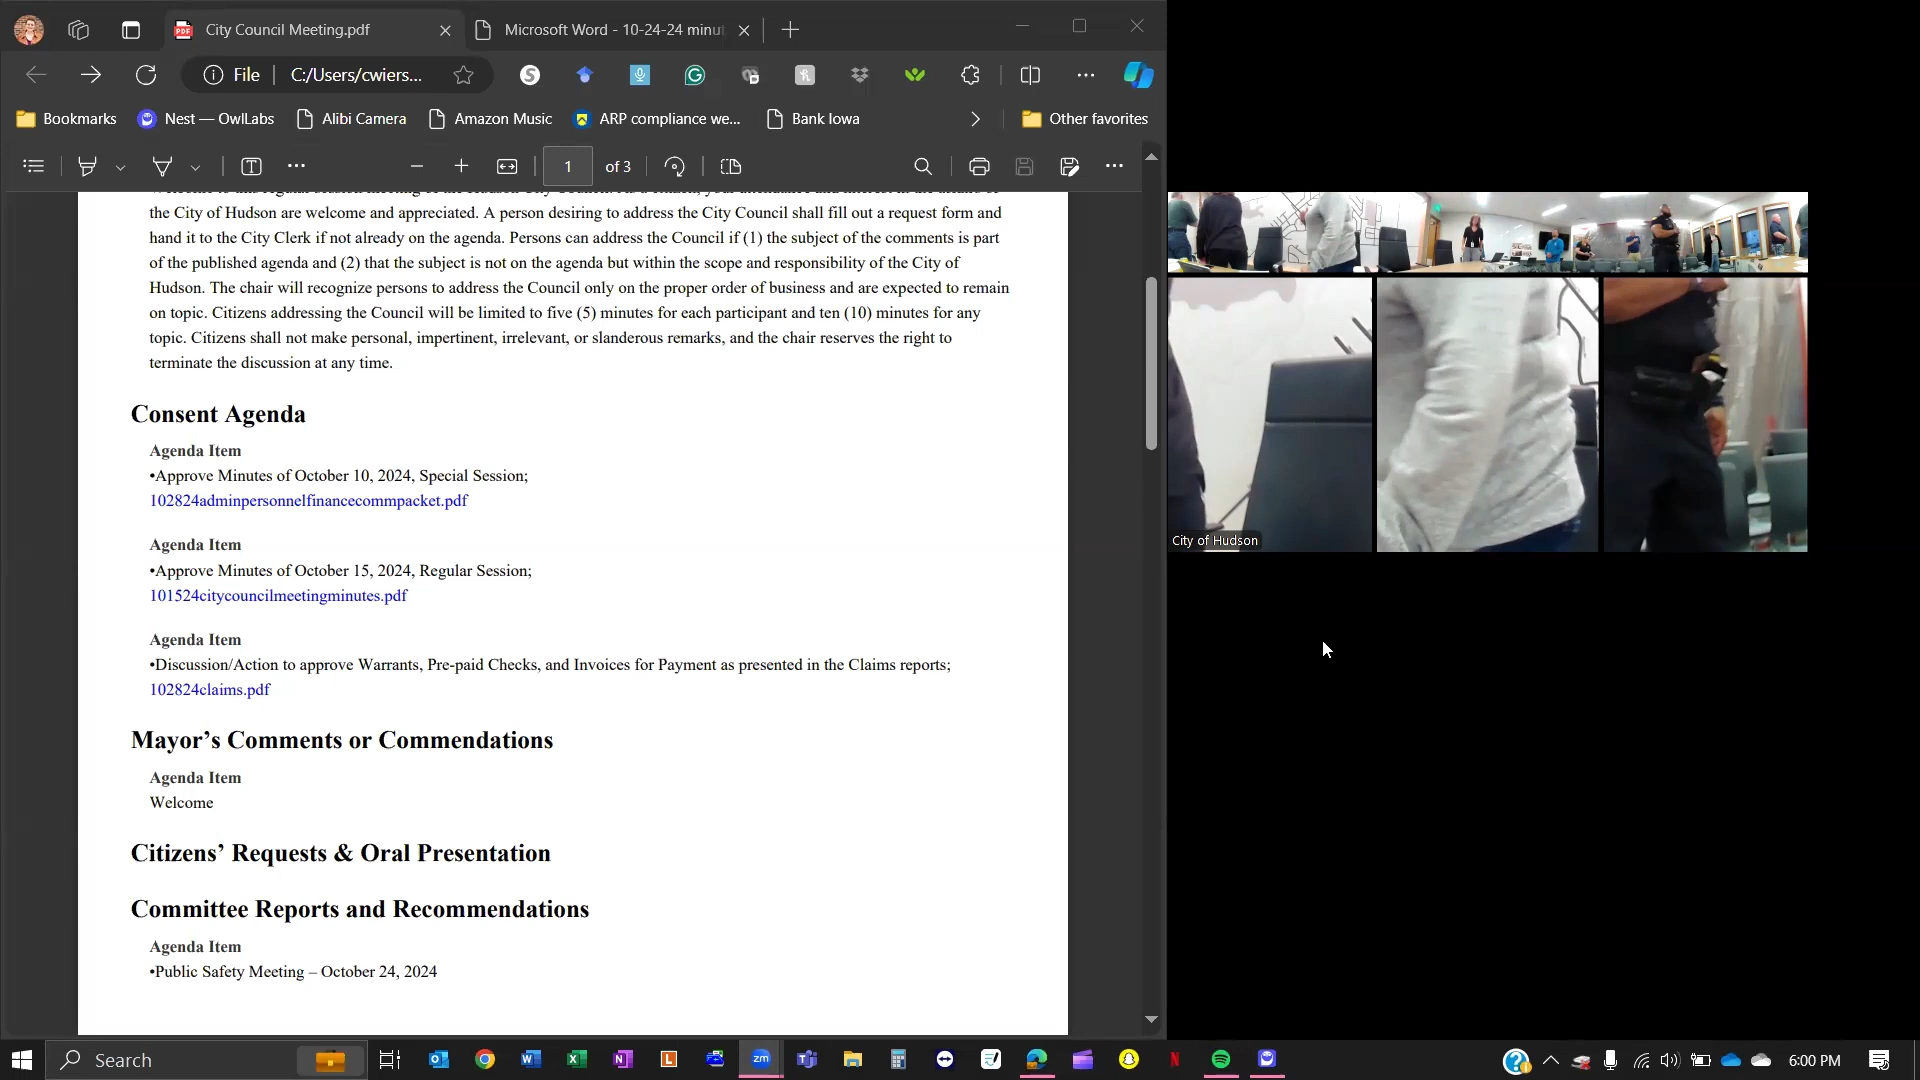 City Council Meeting.pdf
Microsoft Word - 10-24-24 minut
File
C:/Users/cwiers...
Bookmarks
Nest — OwlLabs
Alibi Camera
Amazon Music
ARP compliance we...
Bank Iowa
Other favorites
1 of 3
the City of Hudson are welcome and appreciated. A person desiring to address the City Council shall fill out a request form and
hand it to the City Clerk if not already on the agenda. Persons can address the Council if (1) the subject of the comments is part
of the published agenda and (2) that the subject is not on the agenda but within the scope and responsibility of the City of
Hudson. The chair will recognize persons to address the Council only on the proper order of business and are expected to remain
on topic. Citizens addressing the Council will be limited to five (5) minutes for each participant and ten (10) minutes for any
topic. Citizens shall not make personal, impertinent, irrelevant, or slanderous remarks, and the chair reserves the right to
terminate the discussion at any time.
Consent Agenda
Agenda Item
•Approve Minutes of October 10, 2024, Special Session;
102824adminpersonnelfinancecommpacket.pdf
Agenda Item
•Approve Minutes of October 15, 2024, Regular Session;
101524citycouncilmeetingminutes.pdf
Agenda Item
•Discussion/Action to approve Warrants, Pre-paid Checks, and Invoices for Payment as presented in the Claims reports;
102824claims.pdf
Mayor’s Comments or Commendations
Agenda Item
Welcome
Citizens’ Requests & Oral Presentation
Committee Reports and Recommendations
Agenda Item
•Public Safety Meeting – October 24, 2024
City of Hudson
Search
6:00 PM